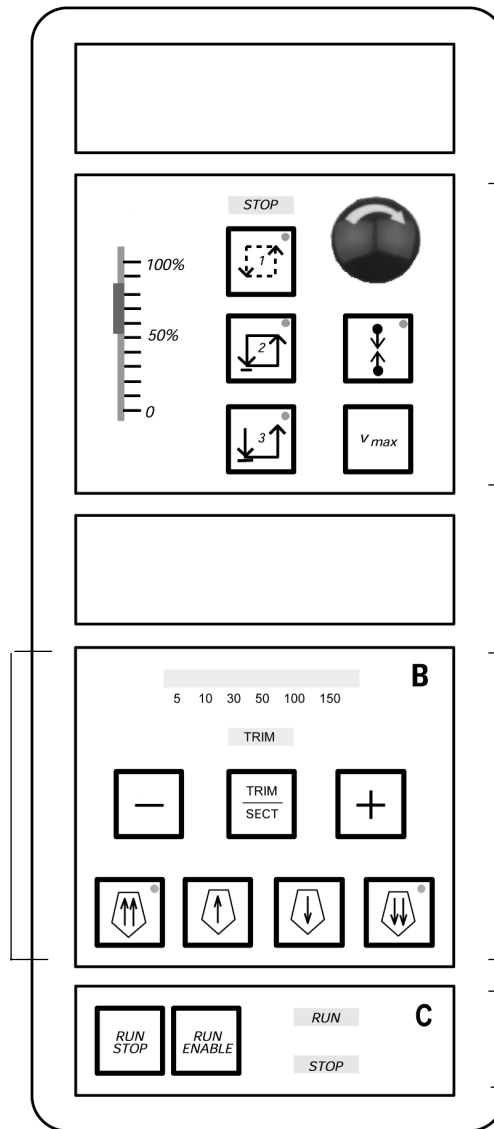 STOP
100%
1
50%
2
0
3
v max
B
5 10 30 50 100 150
TRIM
TRIM
SECT
RUN
STOP
RUN
ENABLE
RUN
C
STOP